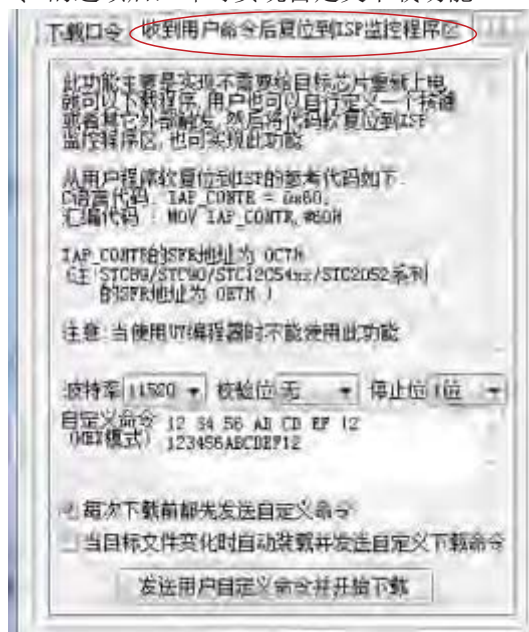 下载口令 收到用户命令后复位到ISP监控程序区
此功能主要是实现不需要给目标芯片重新上电
就可以下载程序,用户也可以自行定义一个按键
或者其它外部触发,然后将代码软复位到ISP
监控程序区,也可实现此功能
从用户程序软复位到ISP的参考代码如下:
C语言代码: IAP_CONTR = 0x60;
汇编代码 : MOV IAP_CONTR,#60H
IAP_CONTR的SFR地址为 0C7H
(注 STC89/STC90/STC12C54xx/STC2052系列
的SFR地址为 0E7H )
注意:当使用U7编程器时不能使用此功能
波特率 11520 校验位 无 停止位 1位
自定义命令 12 34 56 AB CD EF 12
(HEX模式) 123456ABCDEF12
每次下载前都先发送自定义命令
当目标文件变化时自动装载并发送自定义下载命令
发送用户自定义命令并开始下载